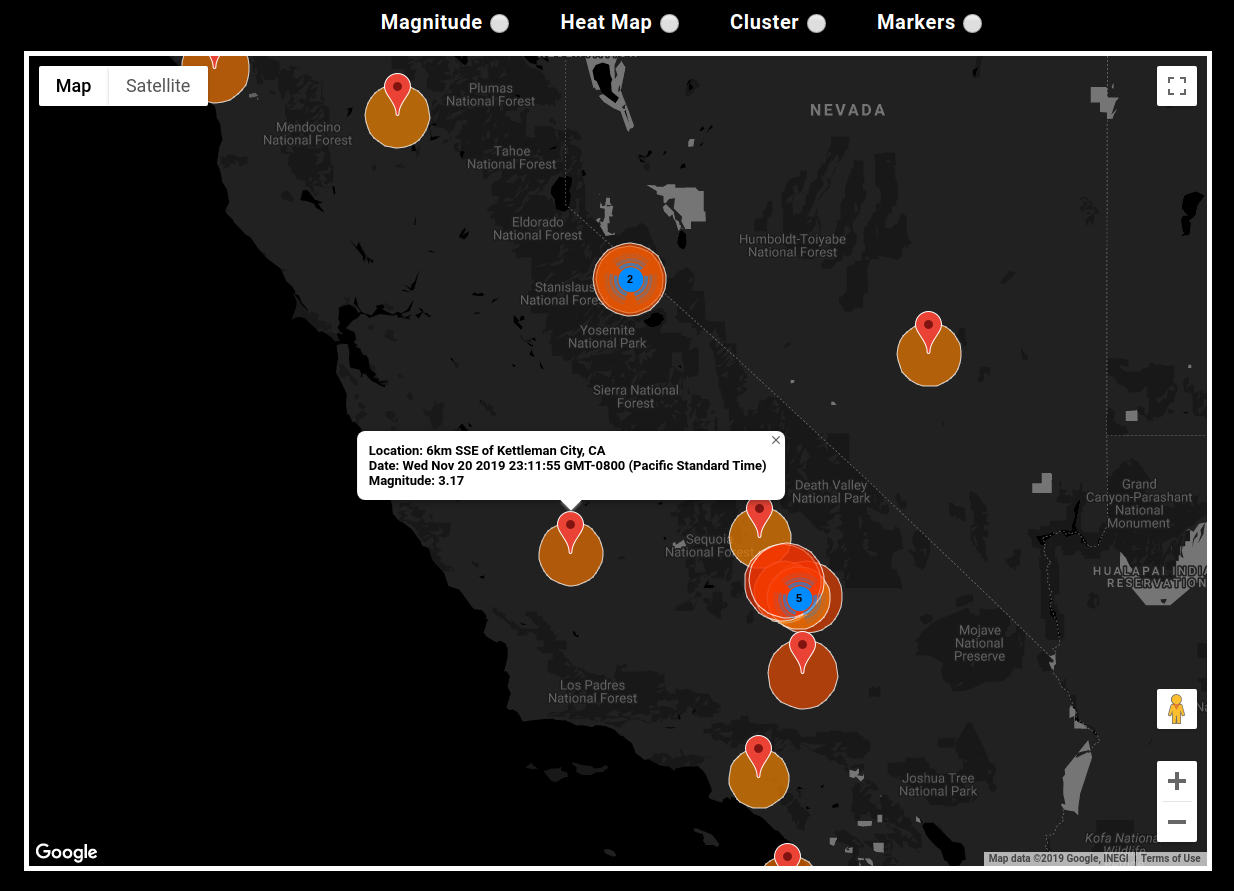 Magnitude
Heat Map
Cluster
Markers
Map
Satellite
Plumas
National Forest
NEVADA
Mendocino
National Forest
Tahoe
National Forest
Eldorado
National Forest
Humboldt-Toiyabe
National Forest
2
Stanislaus
National Forest
Yosemite
National Park
Sierra National
Forest
Location: 6km SSE of Kettleman City, CA
Date: Wed Nov 20 2019 23:11:55 GMT-0800 (Pacific Standard Time)
Magnitude: 3.17
Death Valley
National Park
Grand
Canyon-Parashant
National
Monument
Sequoia
National Forest
HUALAPAI INDIA
RESERVATION
5
Mojave
National
Preserve
Los Padres
National Forest
Joshua Tree
National Park
Kofa Nationa
Wildlife
Google
Map data ©2019 Google, INEGI
Terms of Use